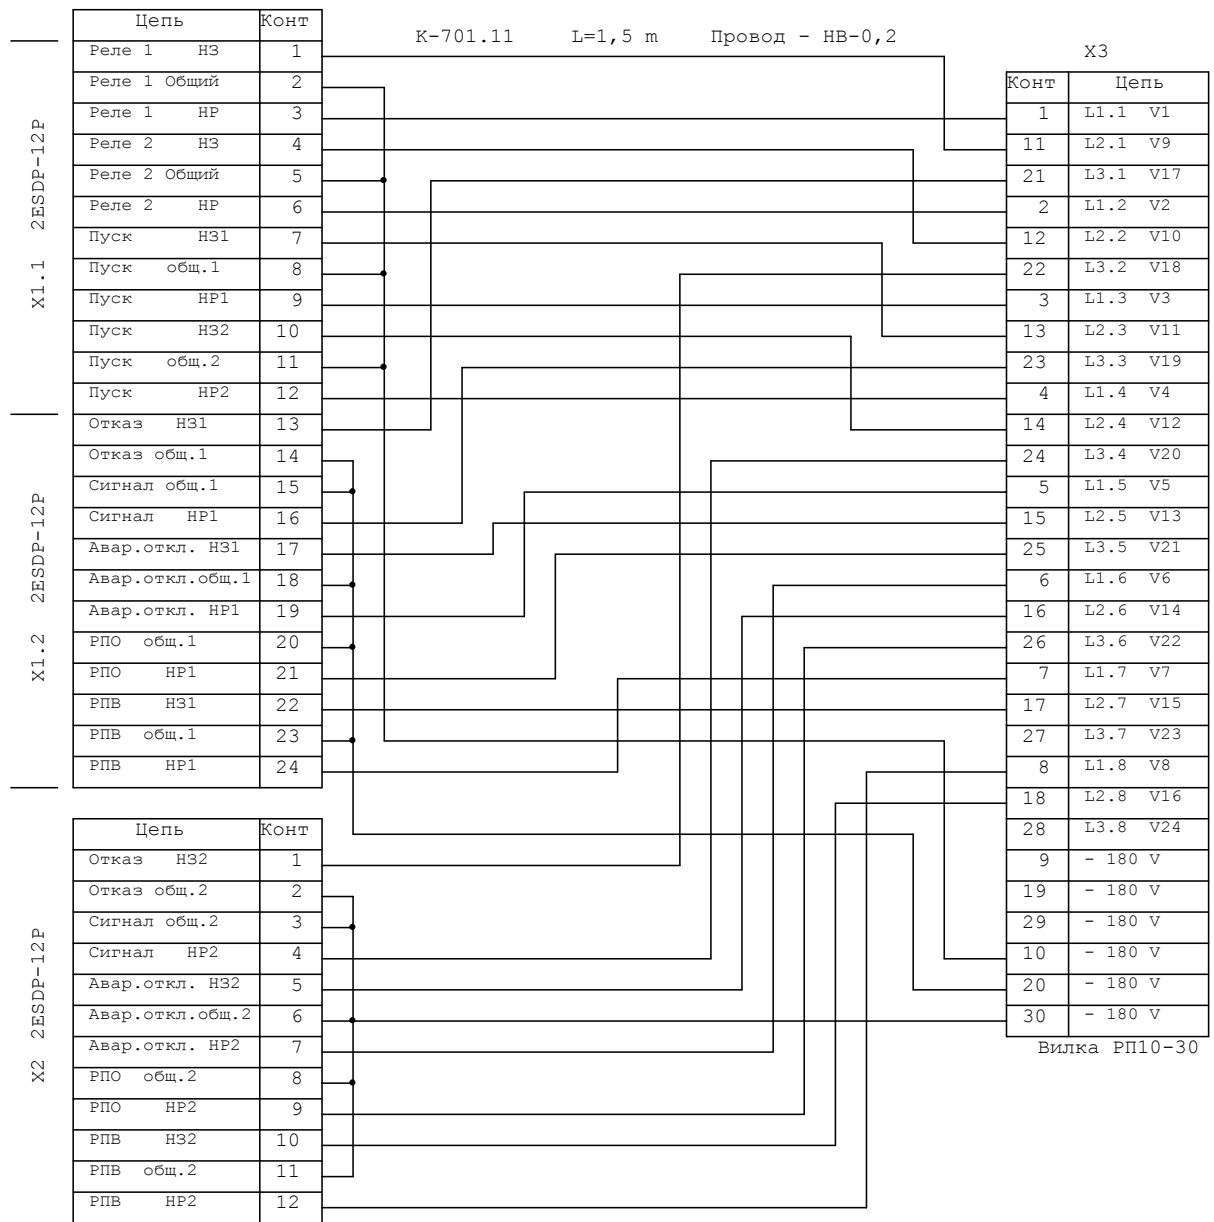 К-701.11 L=1,5 m Провод - НВ-0,2
Цепь Конт
Реле 1 НЗ 1
Реле 1 Общий 2
Реле 1 НР 3
Реле 2 НЗ 4
Реле 2 Общий 5
Реле 2 НР 6
Пуск НЗ1 7
Пуск общ.1 8
Пуск НР1 9
Пуск НЗ2 10
Пуск общ.2 11
Пуск НР2 12
Отказ НЗ1 13
Отказ общ.1 14
Сигнал общ.1 15
Сигнал НР1 16
Авар.откл. НЗ1 17
Авар.откл.общ.1 18
Авар.откл. НР1 19
РПО общ.1 20
РПО НР1 21
РПВ НЗ1 22
РПВ общ.1 23
РПВ НР1 24
X1.1 2ESDP-12P
X1.2 2ESDP-12P
Цепь Конт
Отказ НЗ2 1
Отказ общ.2 2
Сигнал общ.2 3
Сигнал НР2 4
Авар.откл. НЗ2 5
Авар.откл.общ.2 6
Авар.откл. НР2 7
РПО общ.2 8
РПО НР2 9
РПВ НЗ2 10
РПВ общ.2 11
РПВ НР2 12
X2 2ESDP-12P
X3
Конт Цепь
1 L1.1 V1
11 L2.1 V9
21 L3.1 V17
2 L1.2 V2
12 L2.2 V10
22 L3.2 V18
3 L1.3 V3
13 L2.3 V11
23 L3.3 V19
4 L1.4 V4
14 L2.4 V12
24 L3.4 V20
5 L1.5 V5
15 L2.5 V13
25 L3.5 V21
6 L1.6 V6
16 L2.6 V14
26 L3.6 V22
7 L1.7 V7
17 L2.7 V15
27 L3.7 V23
8 L1.8 V8
18 L2.8 V16
28 L3.8 V24
9 - 180 V
19 - 180 V
29 - 180 V
10 - 180 V
20 - 180 V
30 - 180 V
Вилка РП10-30